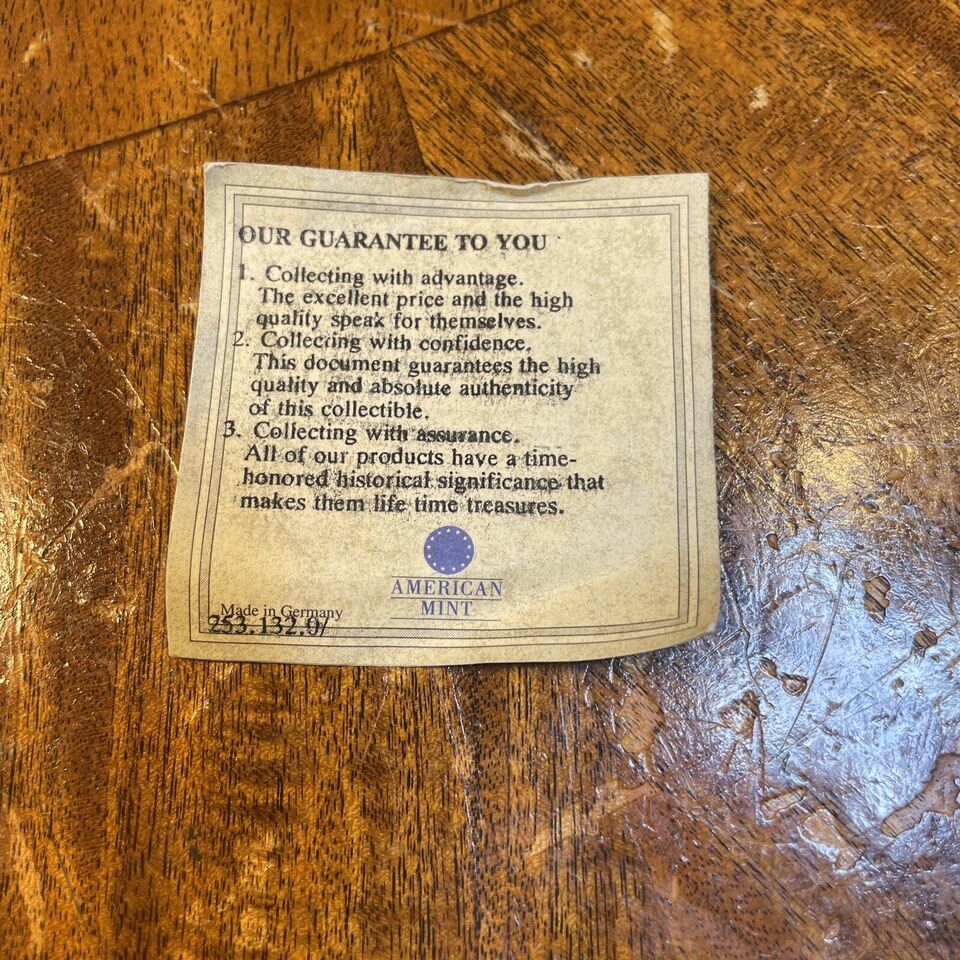 OUR GUARANTEE TO YOU
1. Collecting with advantage.
The excellent price and the high
quality speak for themselves.
2. Collecting with confidence.
This document guarantees the high
quality and absolute authenticity
of this collectible.
3. Collecting with assurance.
All of our products have a time-
honored historical significance that
makes them life time treasures.
AMERICAN
MINT
Made in Germany
253.132.07